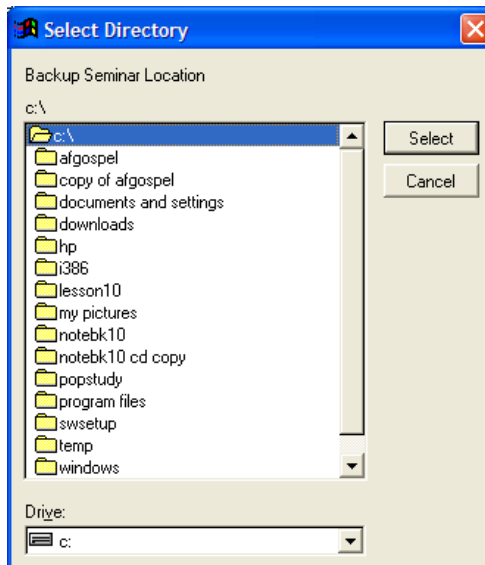 Select Directory
Backup Seminar Location
c:\
c:\
Select
afgospel
copy of afgospel
Cancel
documents and settings
downloads
hp
i386
lesson10
my pictures
notebk10
notebk10 cd copy
popstudy
program files
swsetup
temp
windows
Drive:
c: